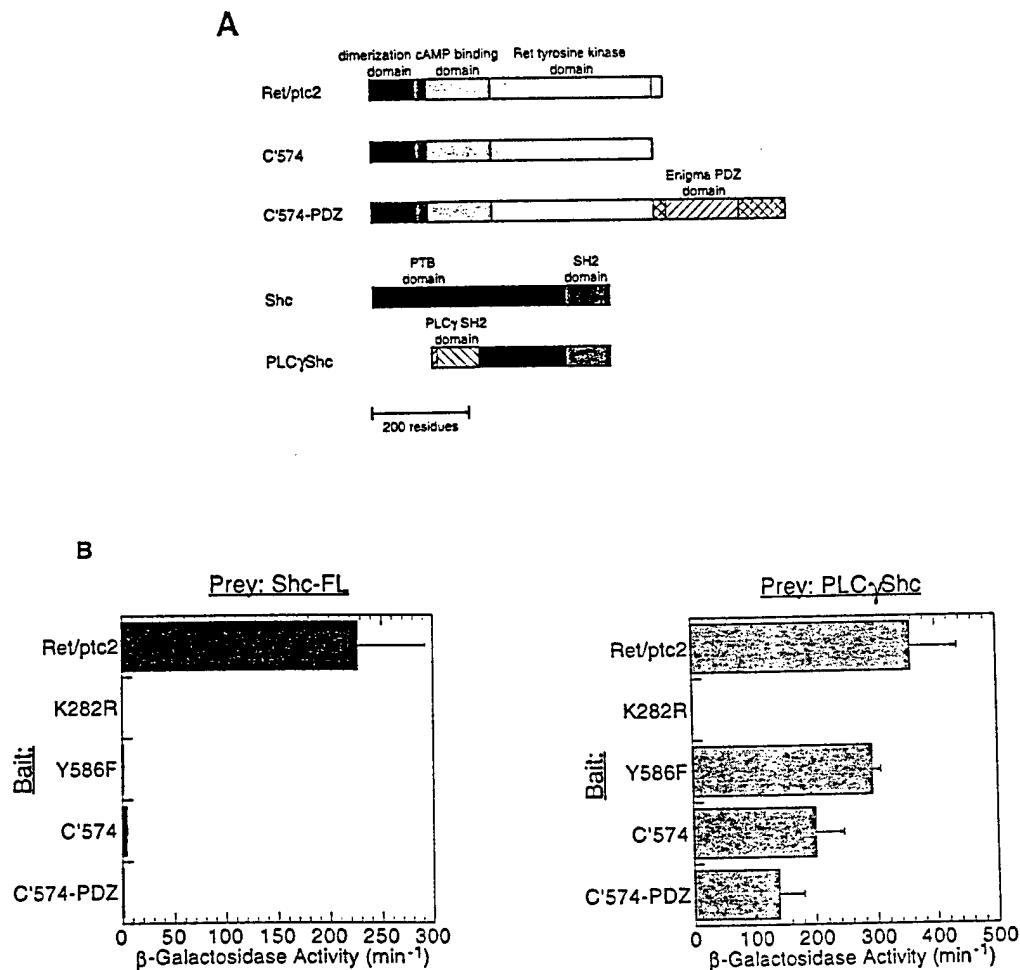 A
dimerization cAMP binding Ret tyrosine kinase
domain domain domain
Ret/ptc2
C'574
Enigma PDZ
domain
C'574-PDZ
PTB SH2
domain domain
Shc
PLCγ SH2
domain
PLCγShc
200 residues
B
Prey: Shc-FL
Ret/ptc2
K282R
Y586F
C'574
C'574-PDZ
Bait:
0 50 100 150 200 250 300
β-Galactosidase Activity (min⁻¹)
Prey: PLC-γShc
Ret/ptc2
K282R
Y586F
C'574
C'574-PDZ
Bait:
0 100 200 300 400 500
β-Galactosidase Activity (min⁻¹)